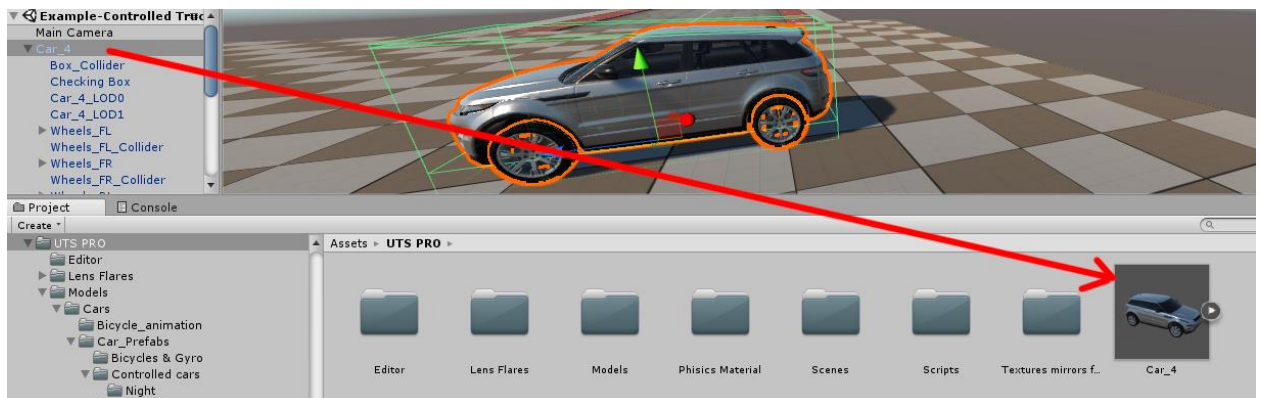 Example-Controlled Truc
Main Camera
Car_4
Box_Collider
Checking Box
Car_4_LOD0
Car_4_LOD1
Wheels_FL
Wheels_FL_Collider
Wheels_FR
Wheels_FR_Collider
Project
Console
Create
UTS PRO
Editor
Lens Flares
Models
Cars
Bicycle_animation
Car_Prefabs
Bicycles & Gyro
Controlled cars
Night
Assets ▸ UTS PRO ▸
Editor
Lens Flares
Models
Phisics Material
Scenes
Scripts
Textures mirrors f...
Car_4